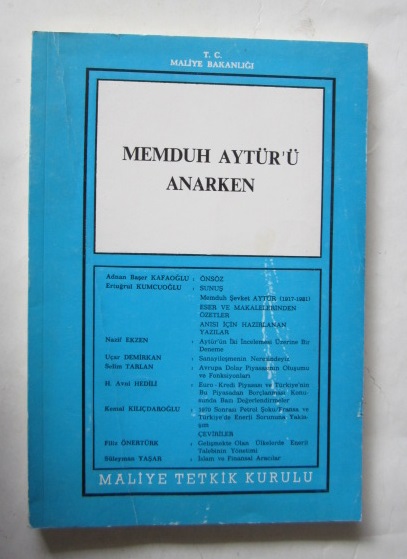 T. C.
MALİYE BAKANLIĞI
MEMDUH AYTÜR'Ü
ANARKEN
Adnan Başer KAFAOĞLU : ÖNSÖZ
Ertuğrul KUMCUOĞLU : SUNUŞ
Memduh Şevket AYTÜR (1917-1981)
ESER VE MAKALELERİNDEN
ÖZETLER
ANISI İÇİN HAZIRLANAN
YAZILAR
Nazif EKZEN : Aytür'ün İki İncelemesi Üzerine Bir
Deneme
Uçar DEMİRKAN : Sanayileşmenin Neresindeyiz
Selim TARLAN : Avrupa Dolar Piyasasının Oluşumu
ve Fonksiyonları
H. Avni HEDİLİ : Euro-Kredi Piyasası ve Türkiye'nin
Bu Piyasadan Borçlanması Konu-
sunda Bazı Değerlendirmeler
Kemal KILIÇDAROĞLU : 1970 Sonrası Petrol Şoku, Fransa ve
Türkiye'de Enerji Sorununa Yakla-
şım
ÇEVİRİLER
Filiz ÖNERTÜRK : Gelişmekte Olan Ülkelerde Enerji
Talebinin Yönetimi
Süleyman YAŞAR : İslam ve Finansal Aracılar
MALİYE TETKİK KURULU